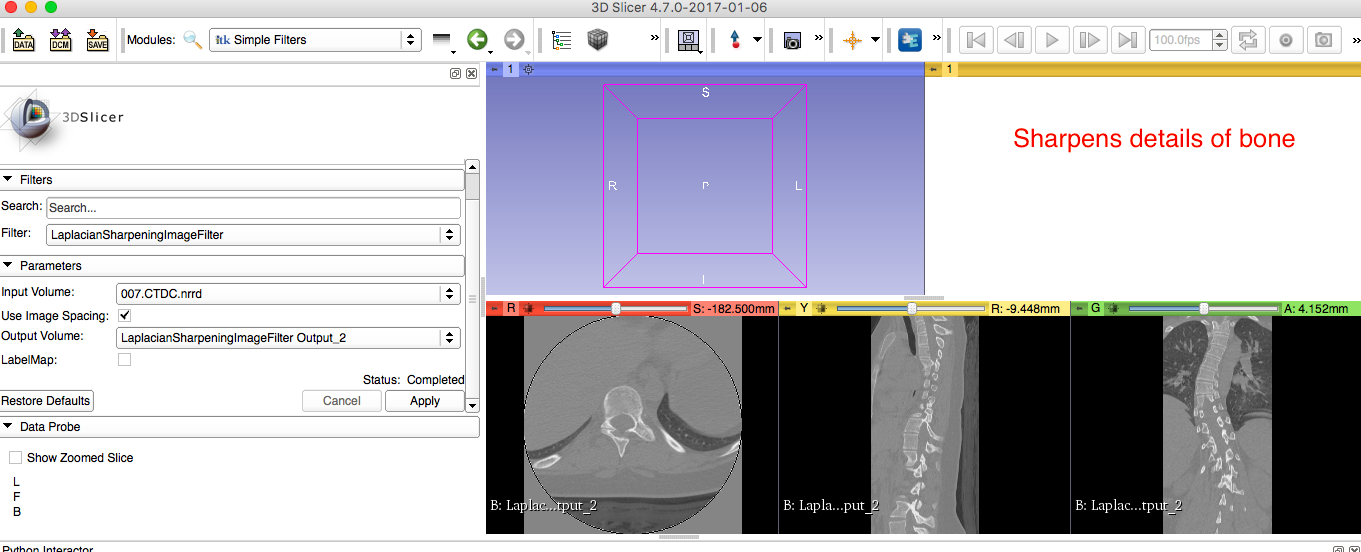 3D Slicer 4.7.0-2017-01-06
DATA DCM SAVE Modules: itk Simple Filters 100.0fps
1
1
3DSlicer
S
R
L
I
Sharpens details of bone
Filters
Search: Search...
Filter: LaplacianSharpeningImageFilter
Parameters
Input Volume: 007.CTDC.nrrd
Use Image Spacing:
Output Volume: LaplacianSharpeningImageFilter Output_2
LabelMap:
Status: Completed
Restore Defaults Cancel Apply
Data Probe
Show Zoomed Slice
L
F
B
R S: -182.500mm
Y R: -9.448mm
G A: 4.152mm
B: Laplac...tput_2
B: Lapla...put_2
B: Laplac...tput_2
Python Interactor